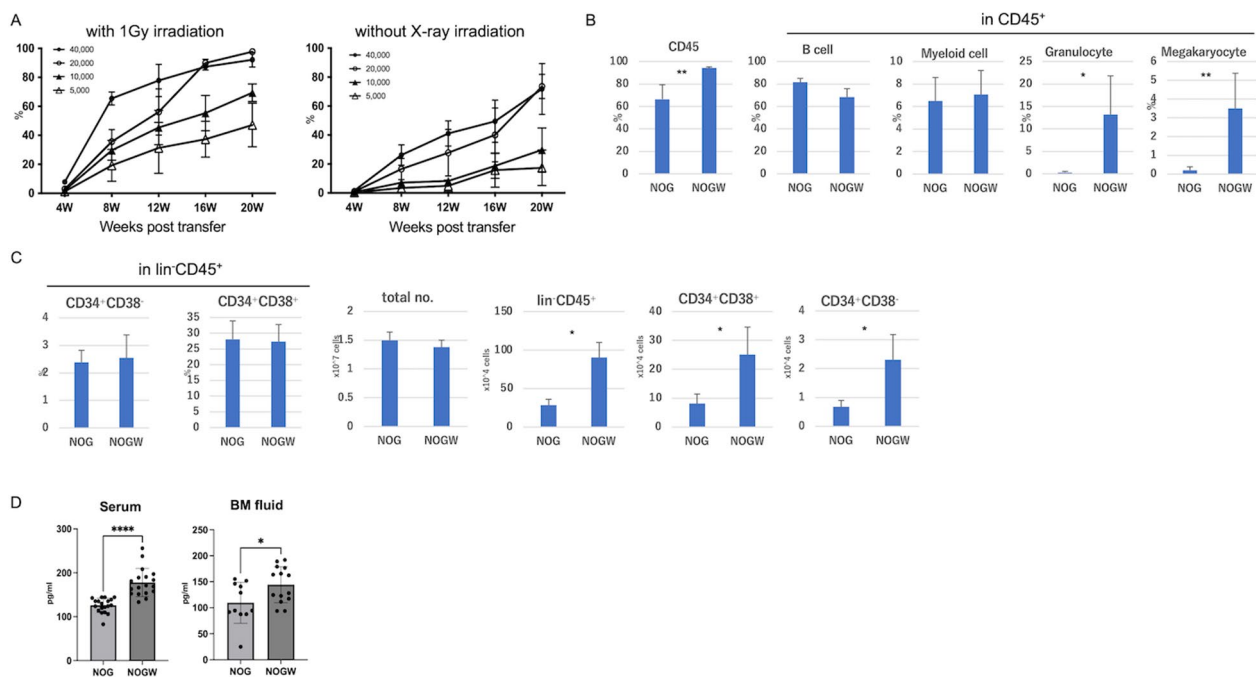 A
with 1Gy irradiation
40,000
20,000
10,000
5,000
%
100
80
60
40
20
0
4W 8W 12W 16W 20W
Weeks post transfer
without X-ray irradiation
40,000
20,000
10,000
5,000
%
100
80
60
40
20
0
4W 8W 12W 16W 20W
Weeks post transfer
B
in CD45⁺
CD45
**
%
100
80
60
40
20
0
NOG NOGW
B cell
%
100
80
60
40
20
0
NOG NOGW
Myeloid cell
%
10
8
6
4
2
0
NOG NOGW
Granulocyte
*
%
25
20
15
10
5
0
NOG NOGW
Megakaryocyte
**
%
6
5
4
3
2
1
0
NOG NOGW
C
in lin⁻CD45⁺
CD34⁺CD38⁻
%
4
3
2
1
0
NOG NOGW
CD34⁺CD38⁺
%
35
30
25
20
15
10
5
0
NOG NOGW
total no.
x10^7 cells
2
1.5
1
0.5
0
NOG NOGW
lin⁻CD45⁺
*
x10^4 cells
150
100
50
0
NOG NOGW
CD34⁺CD38⁺
*
x10^4 cells
40
30
20
10
0
NOG NOGW
CD34⁺CD38⁻
*
x10^4 cells
4
3
2
1
0
NOG NOGW
D
Serum
****
pg/ml
300
200
100
0
NOG NOGW
BM fluid
*
pg/ml
250
200
150
100
50
0
NOG NOGW